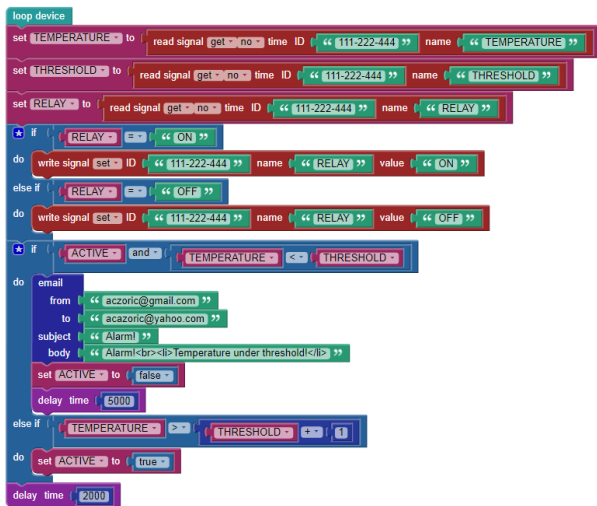 loop device
set TEMPERATURE to read signal get no time ID “ 111-222-444 ” name “ TEMPERATURE ”
set THRESHOLD to read signal get no time ID “ 111-222-444 ” name “ THRESHOLD ”
set RELAY to read signal get no time ID “ 111-222-444 ” name “ RELAY ”
if RELAY = “ ON ”
do write signal set ID “ 111-222-444 ” name “ RELAY ” value “ ON ”
else if RELAY = “ OFF ”
do write signal set ID “ 111-222-444 ” name “ RELAY ” value “ OFF ”
if ACTIVE and TEMPERATURE < THRESHOLD
do email
from “ aczoric@gmail.com ”
to “ acazoric@yahoo.com ”
subject “ Alarm! ”
body “ Alarm!<br><li>Temperature under threshold!</li> ”
set ACTIVE to false
delay time 5000
else if TEMPERATURE > THRESHOLD + 1
do set ACTIVE to true
delay time 2000